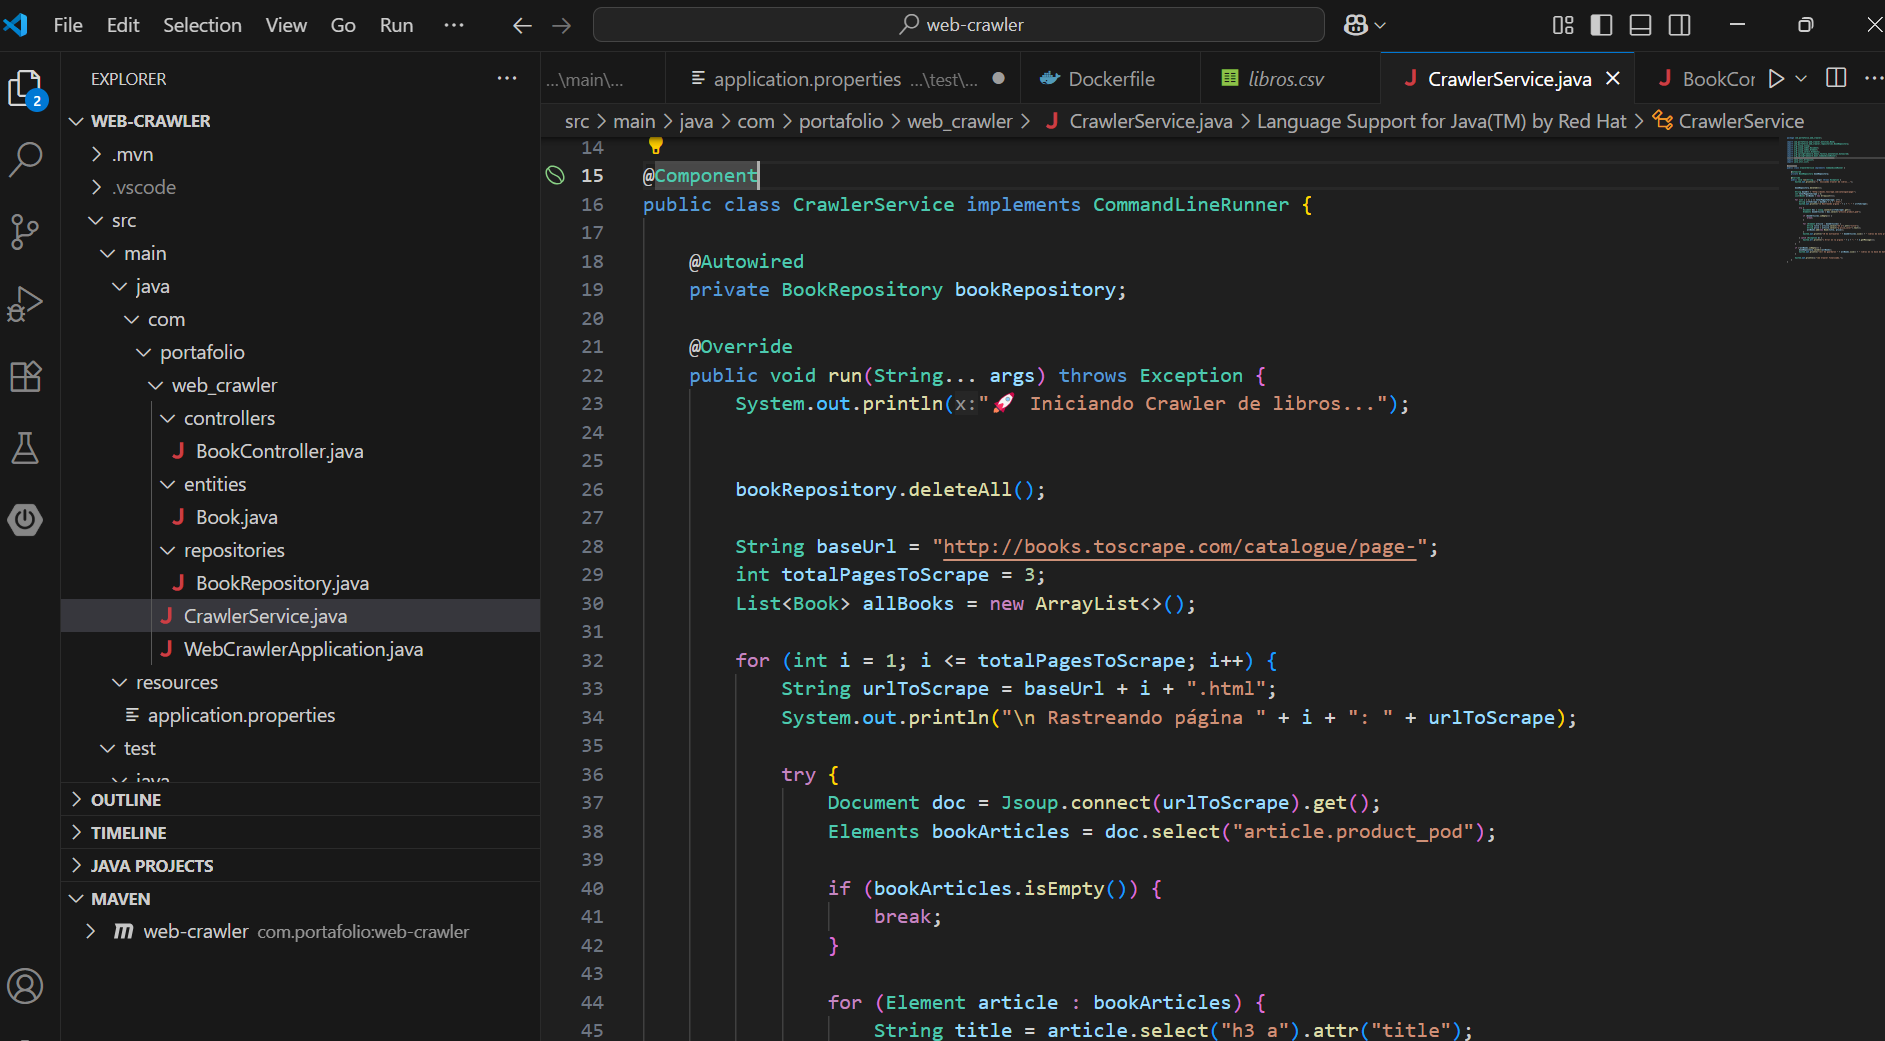 File Edit Selection View Go Run ··· web-crawler
EXPLORER ···
WEB-CRAWLER
.mvn
.vscode
src
main
java
com
portafolio
web_crawler
controllers
BookController.java
entities
Book.java
repositories
BookRepository.java
CrawlerService.java
WebCrawlerApplication.java
resources
application.properties
test
java
OUTLINE
TIMELINE
JAVA PROJECTS
MAVEN
web-crawler com.portafolio:web-crawler
2
...\main\... application.properties ...\test\... Dockerfile libros.csv CrawlerService.java BookCor
src > main > java > com > portafolio > web_crawler > CrawlerService.java > Language Support for Java(TM) by Red Hat > CrawlerService
14
15 @Component
16 public class CrawlerService implements CommandLineRunner {
17
18 @Autowired
19 private BookRepository bookRepository;
20
21 @Override
22 public void run(String... args) throws Exception {
23 System.out.println(x:"🚀 Iniciando Crawler de libros...");
24
25
26 bookRepository.deleteAll();
27
28 String baseUrl = "http://books.toscrape.com/catalogue/page-";
29 int totalPagesToScrape = 3;
30 List<Book> allBooks = new ArrayList<>();
31
32 for (int i = 1; i <= totalPagesToScrape; i++) {
33 String urlToScrape = baseUrl + i + ".html";
34 System.out.println("\n Rastreando página " + i + ": " + urlToScrape);
35
36 try {
37 Document doc = Jsoup.connect(urlToScrape).get();
38 Elements bookArticles = doc.select("article.product_pod");
39
40 if (bookArticles.isEmpty()) {
41 break;
42 }
43
44 for (Element article : bookArticles) {
45 String title = article.select("h3 a").attr("title");